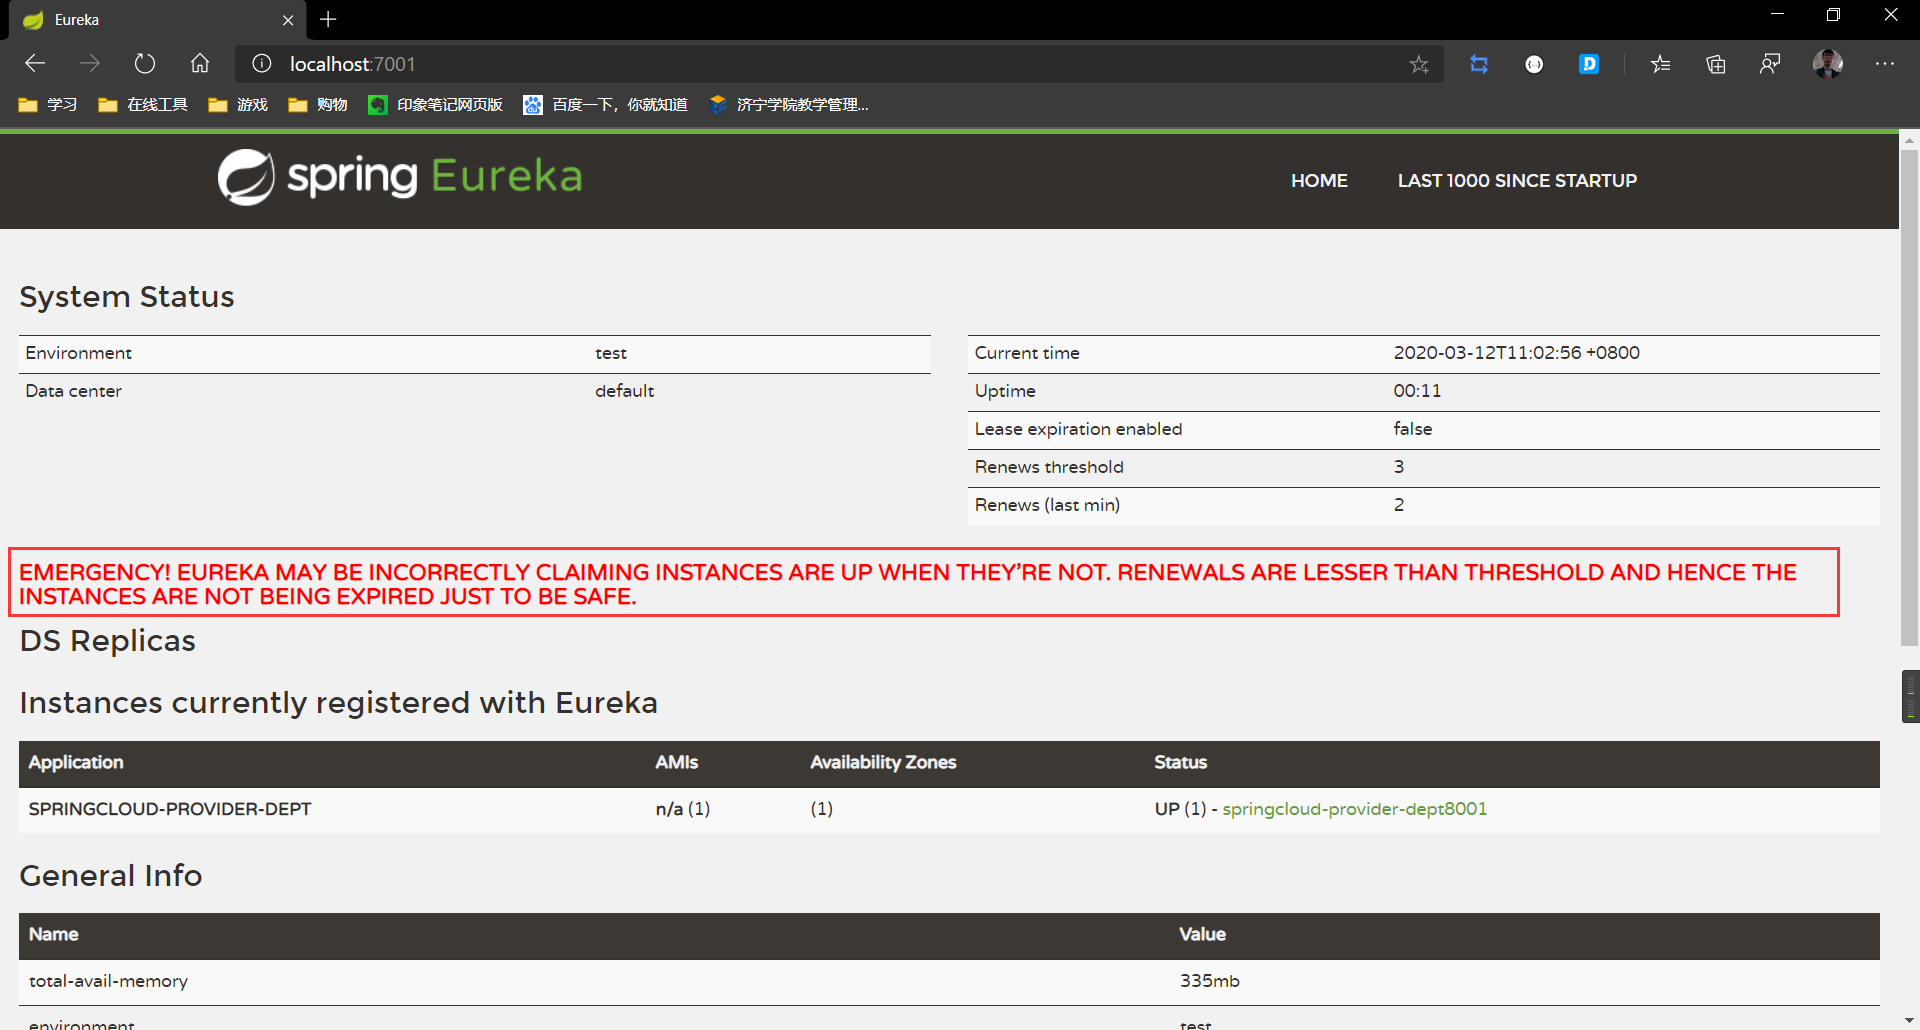 Eureka
localhost:7001
学习 在线工具 游戏 购物 印象笔记网页版 百度一下，你就知道 济宁学院教学管理...
spring Eureka HOME LAST 1000 SINCE STARTUP
System Status
Environment test
Data center default
Current time 2020-03-12T11:02:56 +0800
Uptime 00:11
Lease expiration enabled false
Renews threshold 3
Renews (last min) 2
EMERGENCY! EUREKA MAY BE INCORRECTLY CLAIMING INSTANCES ARE UP WHEN THEY'RE NOT. RENEWALS ARE LESSER THAN THRESHOLD AND HENCE THE
INSTANCES ARE NOT BEING EXPIRED JUST TO BE SAFE.
DS Replicas
Instances currently registered with Eureka
Application AMIs Availability Zones Status
SPRINGCLOUD-PROVIDER-DEPT n/a (1) (1) UP (1) - springcloud-provider-dept8001
General Info
Name Value
total-avail-memory 335mb
environment test